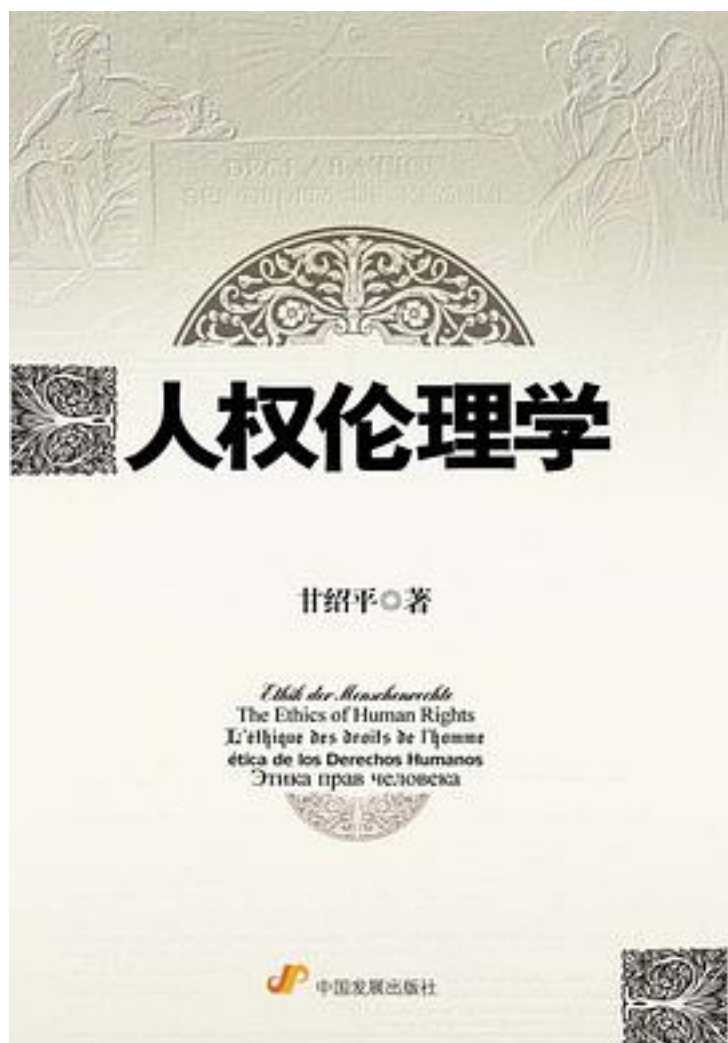 人权伦理学
甘绍平◎著
Ethik der Menschenrechte
The Ethics of Human Rights
L'éthique des droits de l'homme
ética de los Derechos Humanos
Этика прав человека
中国发展出版社